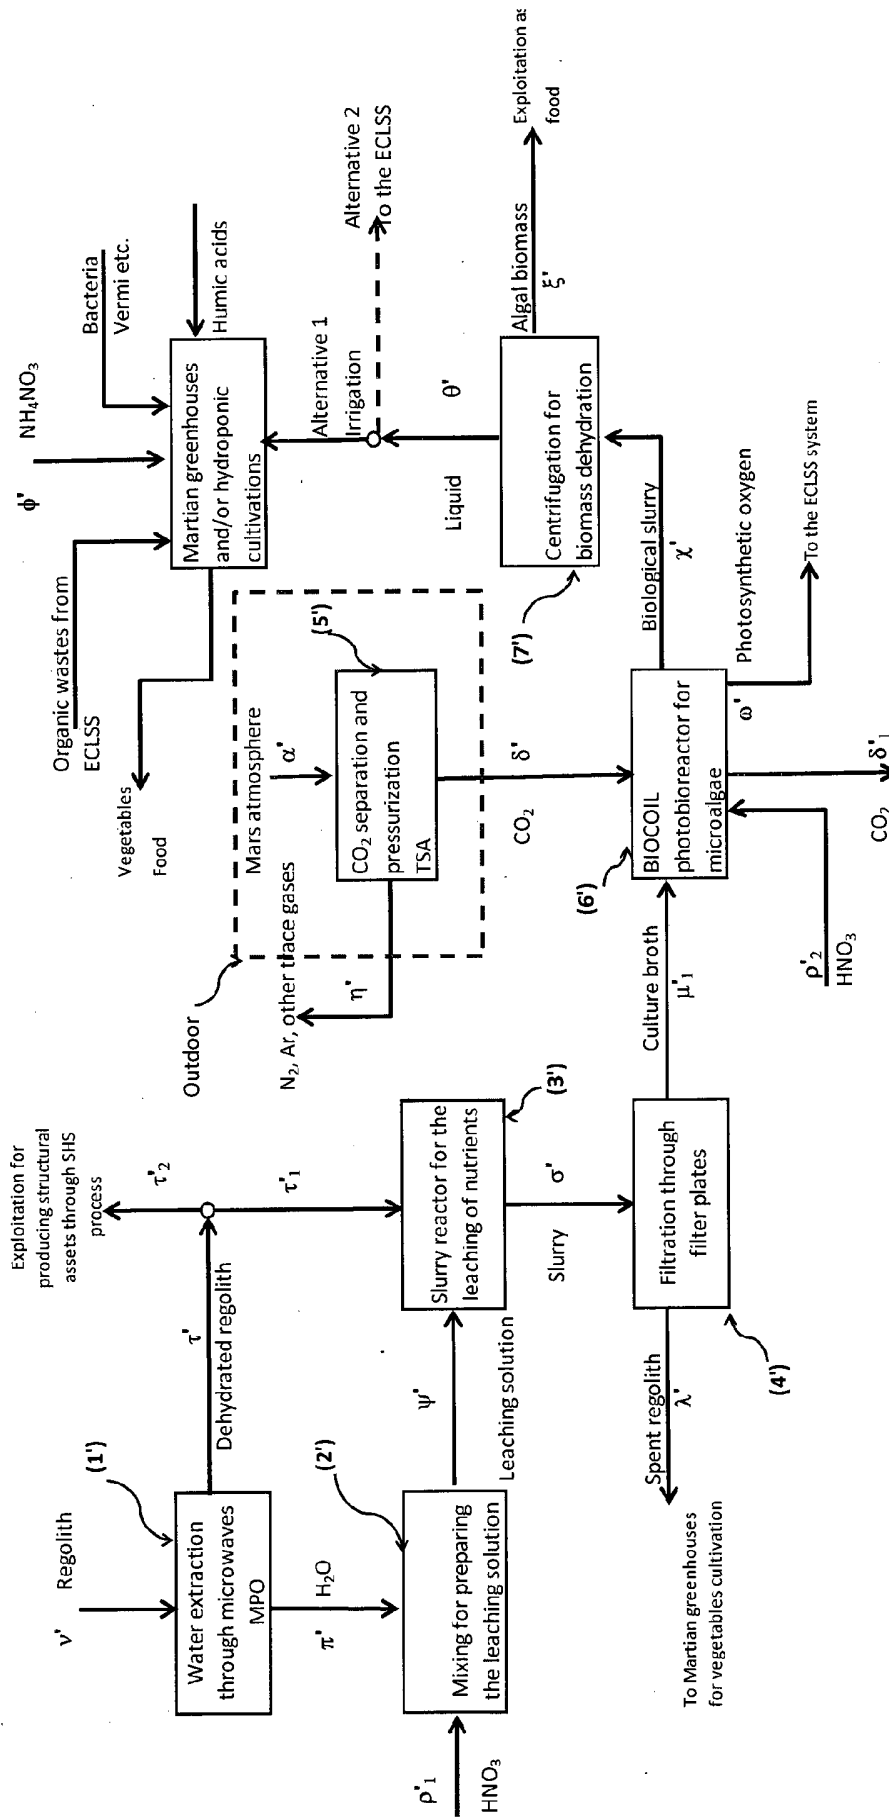 ν'
Regolith
Water extraction
through microwaves
MPO
(1')
τ'
Dehydrated regolith
Exploitation for
producing structural
assets through SHS
process
τ'2
τ'1
π'
H2O
(2')
Mixing for preparing
the leaching solution
ρ'1
HNO3
ψ'
Leaching solution
Slurry reactor for the
leaching of nutrients
(3')
σ'
Slurry
Filtration through
filter plates
(4')
Spent regolith
λ'
To Martian greenhouses
for vegetables cultivation
Culture broth
μ'1
Outdoor
Mars atmosphere
α'
CO2 separation and
pressurization
TSA
(5')
N2, Ar, other trace gases
η'
CO2
δ'
BIOCOIL
photobioreactor for
microalgae
(6')
ρ'2
HNO3
CO2
δ'1
Photosynthetic oxygen
ω'
To the ECLSS system
Biological slurry
χ'
Centrifugation for
biomass dehydration
(7')
Algal biomass
ξ'
Exploitation as
food
Liquid
θ'
Alternative 1
Irrigation
Alternative 2
To the ECLSS
Martian greenhouses
and/or hydroponic
cultivations
Organic wastes from
ECLSS
φ'
NH4NO3
Bacteria
Vermi etc.
Humic acids
Vegetables
Food